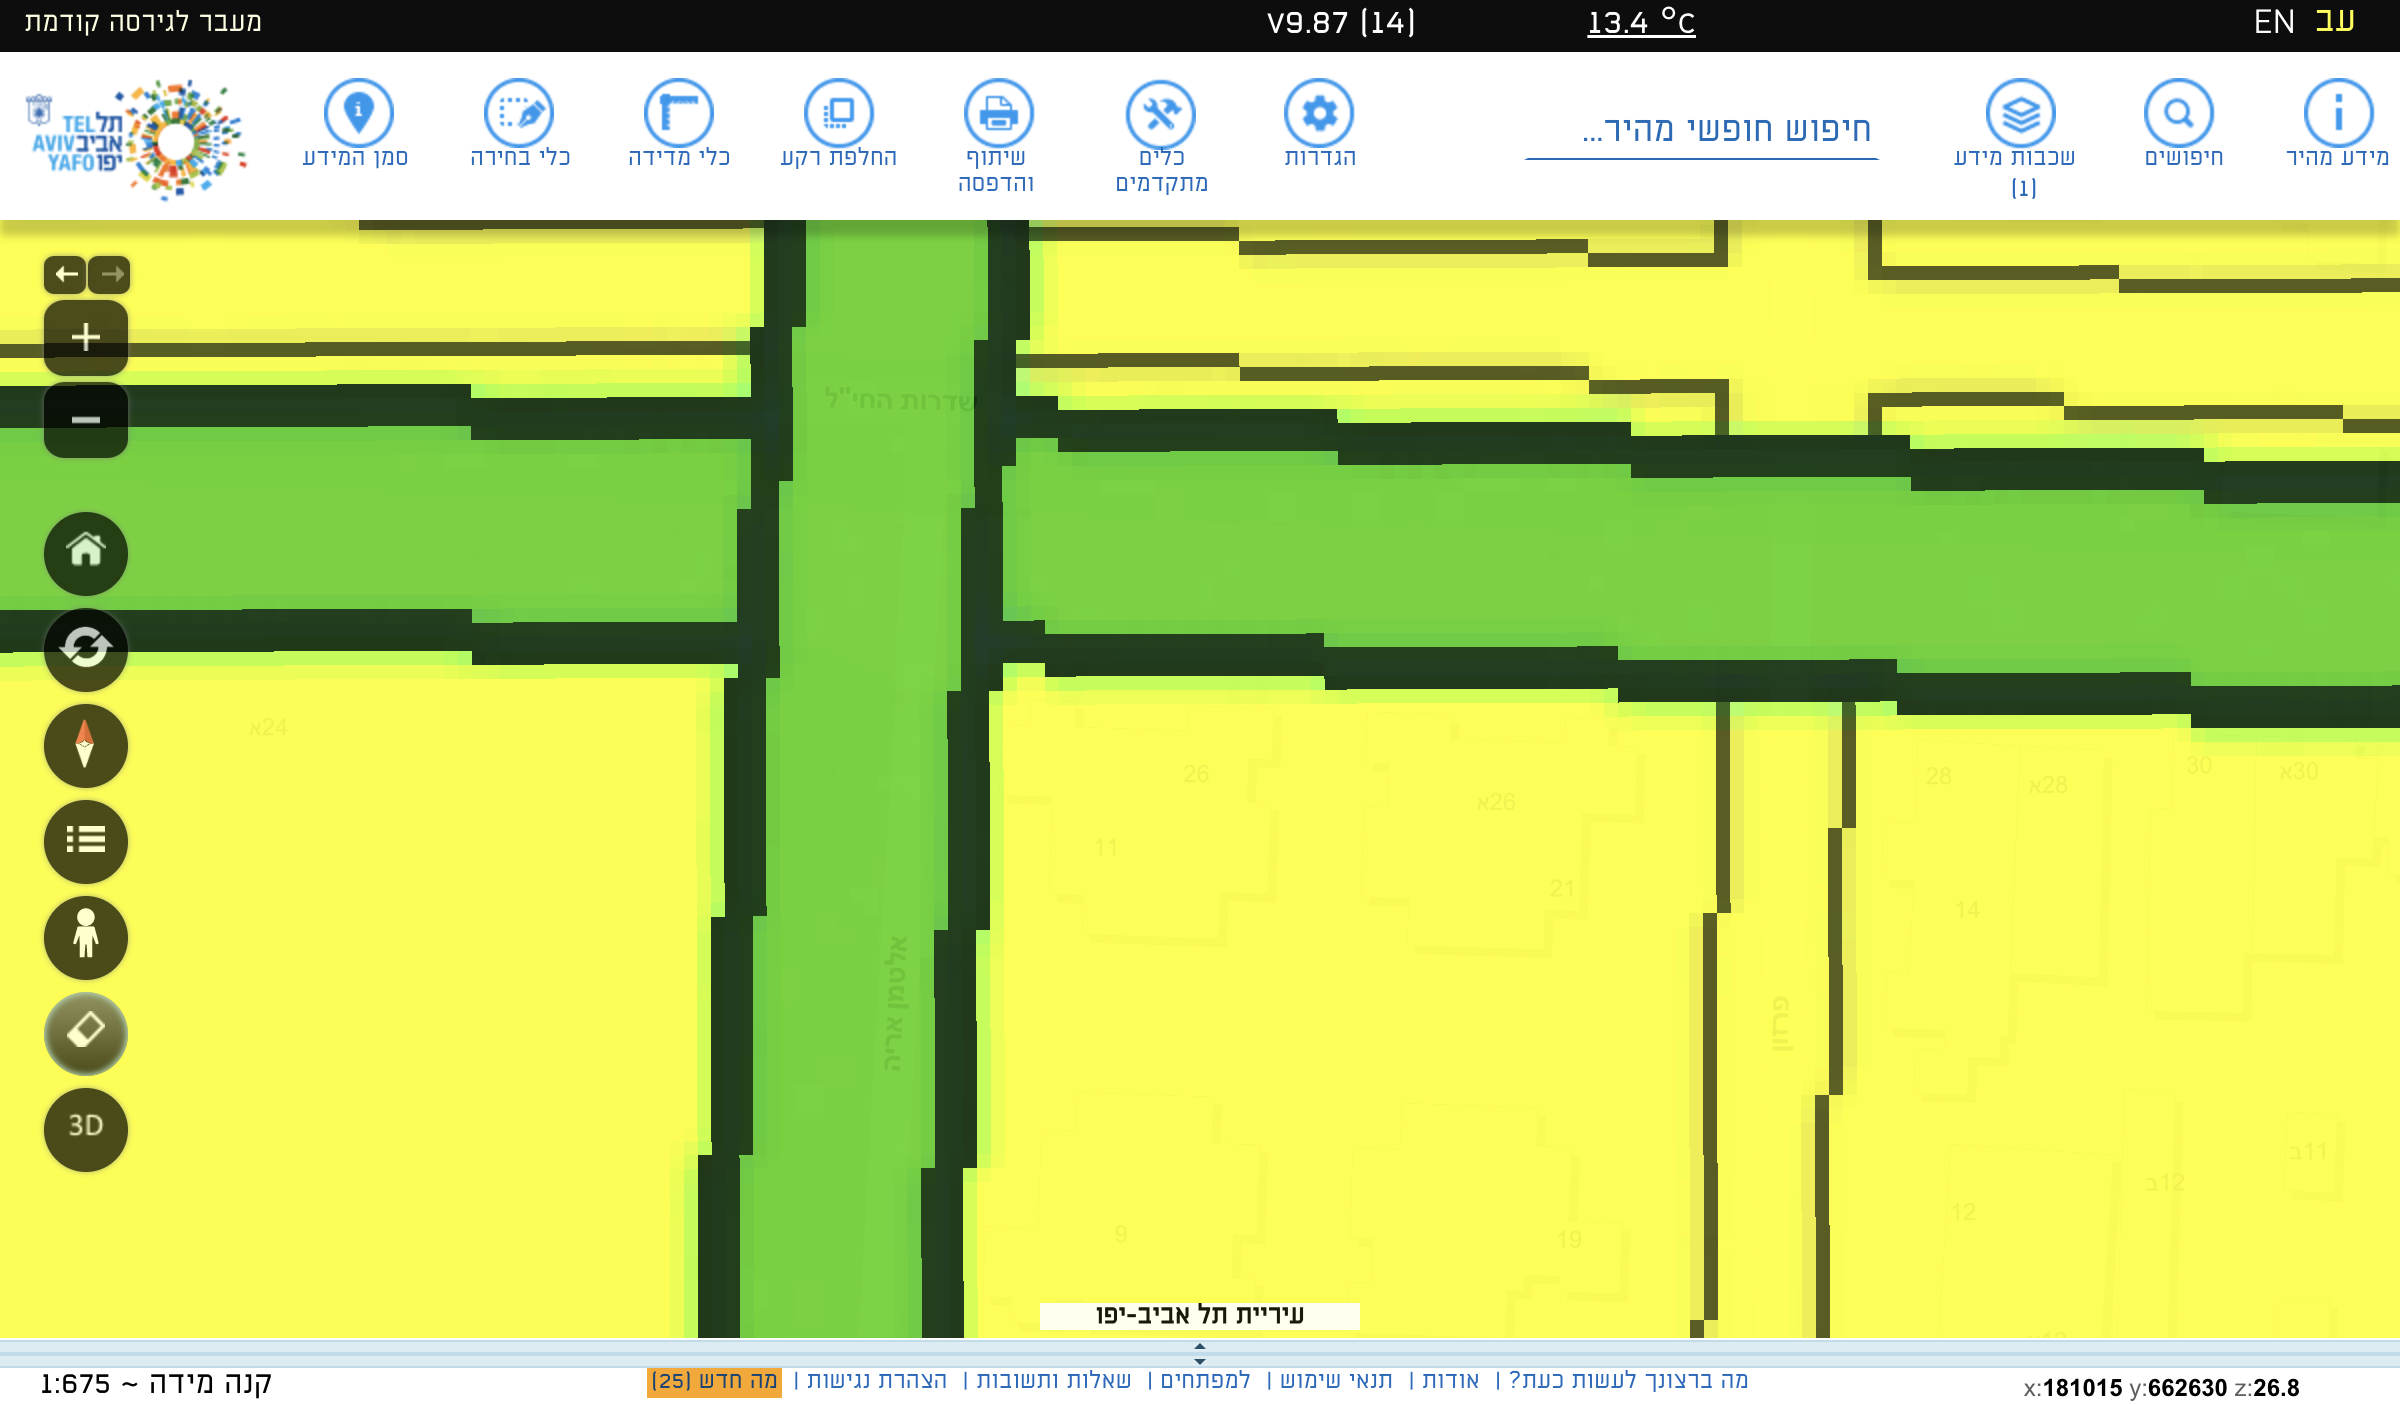 עב EN
13.4 °C
V9.87 (14)
מעבר לגירסה קודמת
מידע מהיר
חיפושים
שכבות מידע
(1)
חיפוש חופשי מהיר...
הגדרות
כלים
מתקדמים
שיתוף
והדפסה
החלפת רקע
כלי מדידה
כלי בחירה
סמן המידע
תל
אביב
יפו
TEL
AVIV
YAFO
שדרות החי"ל
24א
26
26א
28
28א
30
30א
11
21
14
אלטמן אריה
פרדו
11ב
12ב
12
9
19
3D
עיריית תל אביב-יפו
מה ברצונך לעשות כעת? | אודות | תנאי שימוש | למפתחים | שאלות ותשובות | הצהרת נגישות | מה חדש (25)
קנה מידה ~ 1:675
x:181015 y:662630 z:26.8